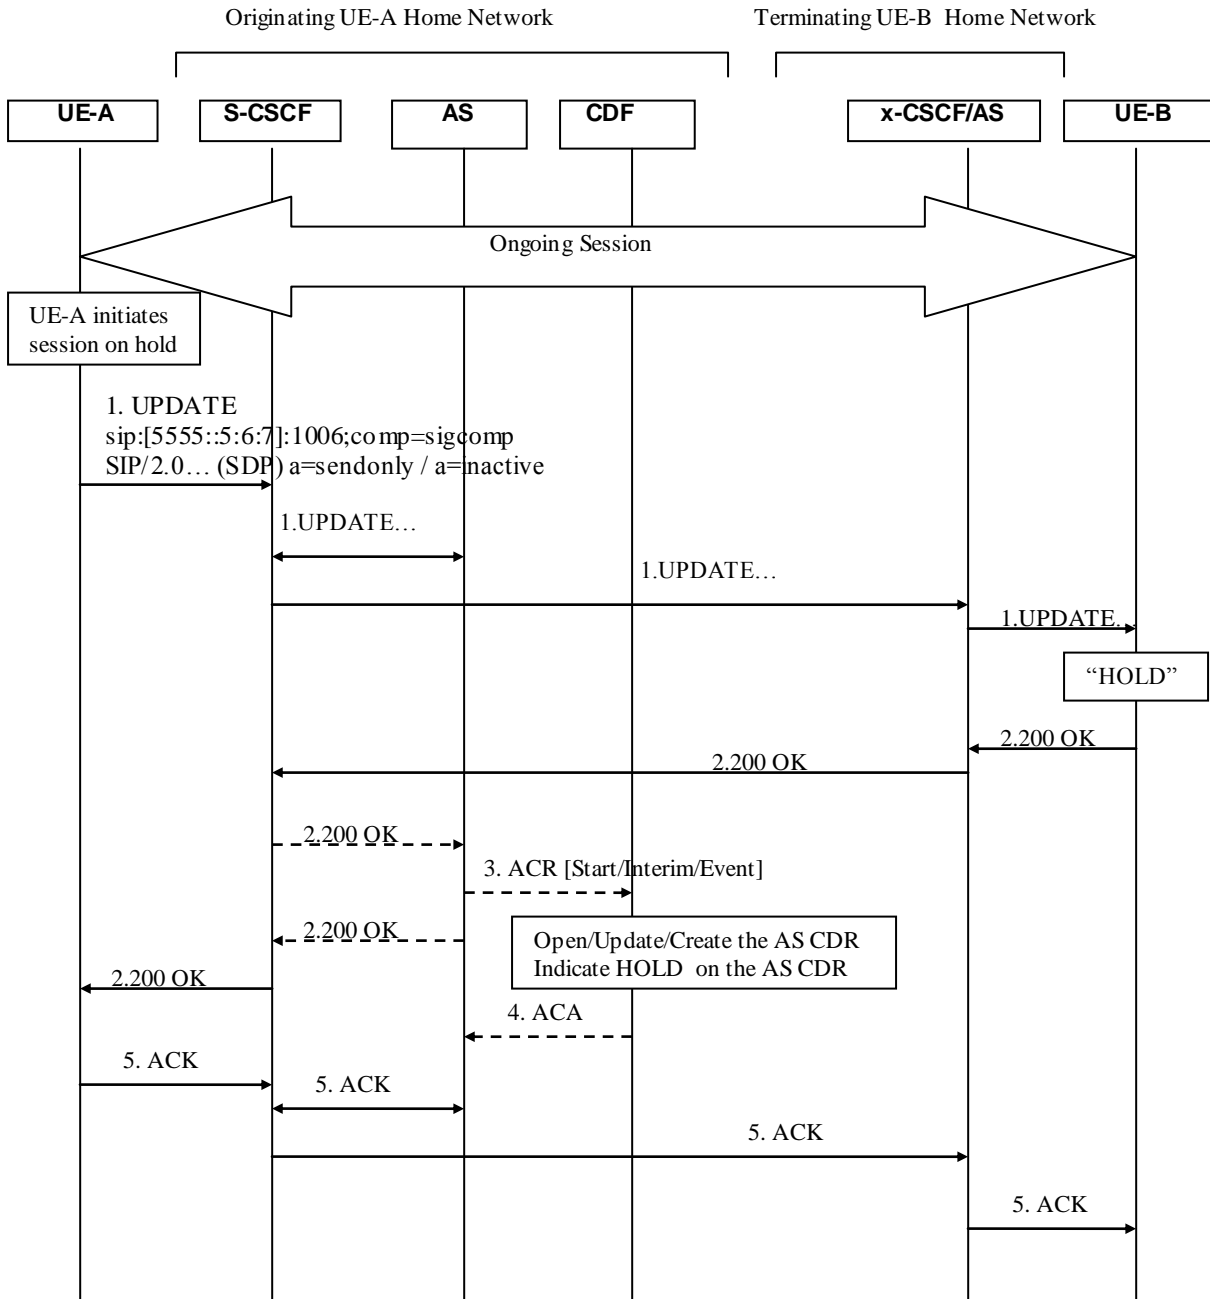 Originating UE-A Home Network
Terminating UE-B Home Network
UE-A
S-CSCF
AS
CDF
x-CSCF/AS
UE-B
Ongoing Session
UE-A initiates
session on hold
1. UPDATE
sip:[5555::5:6:7]:1006;comp=sigcomp
SIP/2.0… (SDP) a=sendonly / a=inactive
1.UPDATE…
1.UPDATE…
1.UPDATE…
“HOLD”
2.200 OK
2.200 OK
2.200 OK
3. ACR [Start/Interim/Event]
2.200 OK
Open/Update/Create the AS CDR
Indicate HOLD on the AS CDR
2.200 OK
4. ACA
5. ACK
5. ACK
5. ACK
5. ACK